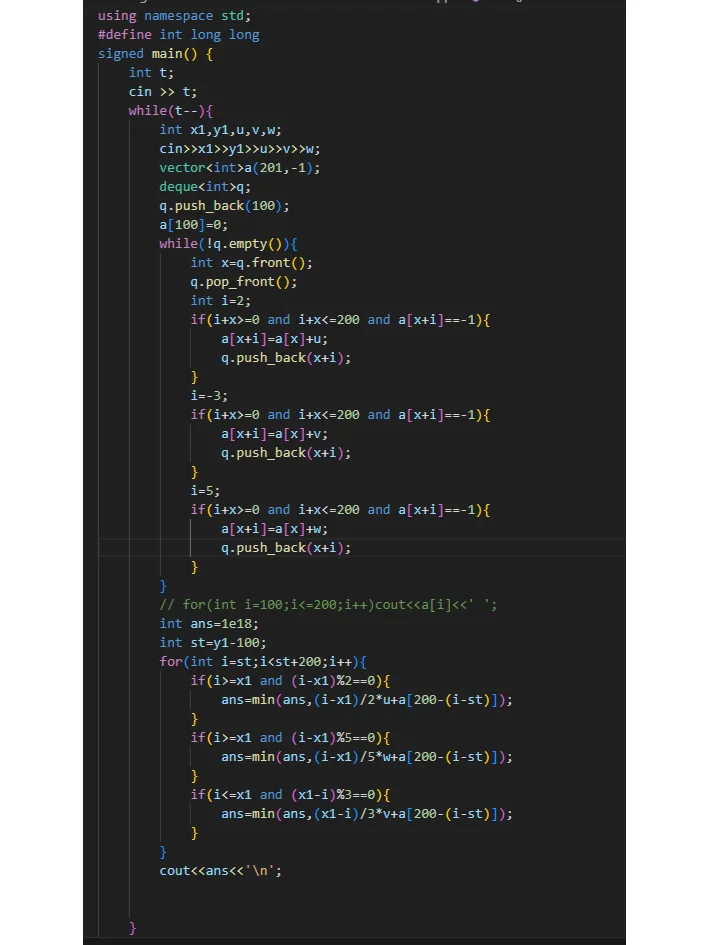 using namespace std;
#define int long long
signed main() {
    int t;
    cin >> t;
    while(t--){
        int x1,y1,u,v,w;
        cin>>x1>>y1>>u>>v>>w;
        vector<int>a(201,-1);
        deque<int>q;
        q.push_back(100);
        a[100]=0;
        while(!q.empty()){
            int x=q.front();
            q.pop_front();
            int i=2;
            if(i+x>=0 and i+x<=200 and a[x+i]==-1){
                a[x+i]=a[x]+u;
                q.push_back(x+i);
            }
            i=-3;
            if(i+x>=0 and i+x<=200 and a[x+i]==-1){
                a[x+i]=a[x]+v;
                q.push_back(x+i);
            }
            i=5;
            if(i+x>=0 and i+x<=200 and a[x+i]==-1){
                a[x+i]=a[x]+w;
                q.push_back(x+i);
            }
        }
        // for(int i=100;i<=200;i++)cout<<a[i]<<' ';
        int ans=1e18;
        int st=y1-100;
        for(int i=st;i<st+200;i++){
            if(i>=x1 and (i-x1)%2==0){
                ans=min(ans,(i-x1)/2*u+a[200-(i-st)]);
            }
            if(i>=x1 and (i-x1)%5==0){
                ans=min(ans,(i-x1)/5*w+a[200-(i-st)]);
            }
            if(i<=x1 and (x1-i)%3==0){
                ans=min(ans,(x1-i)/3*v+a[200-(i-st)]);
            }
        }
        cout<<ans<<'\n';
    }